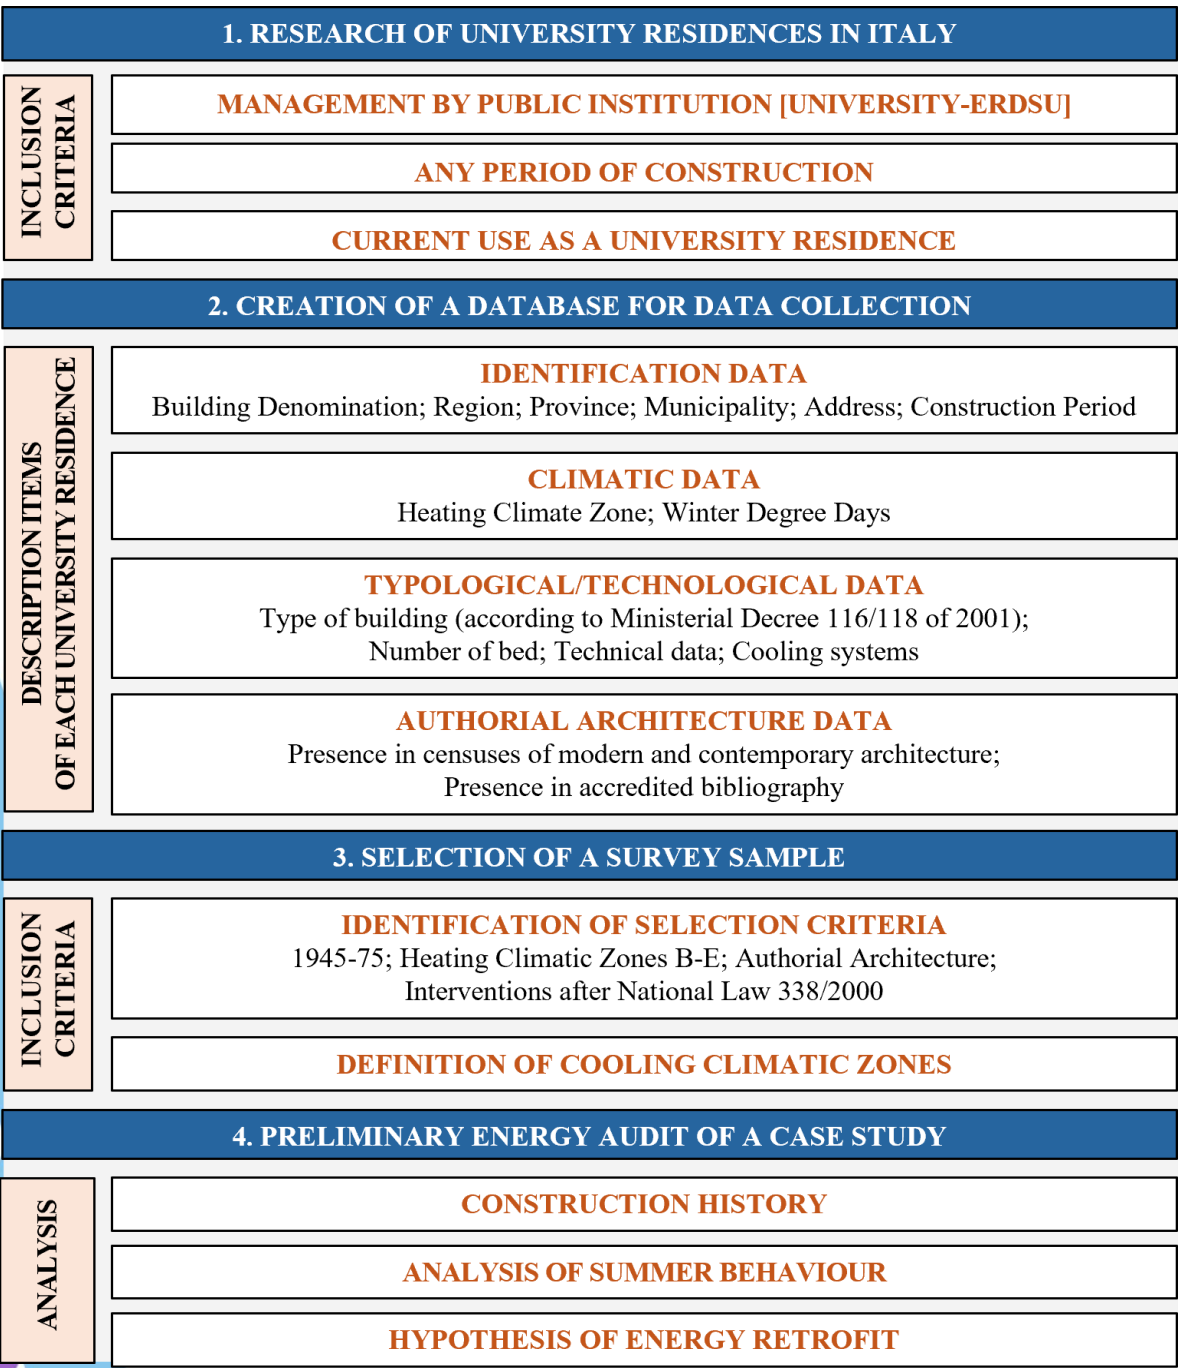 1. RESEARCH OF UNIVERSITY RESIDENCES IN ITALY
INCLUSION
CRITERIA
MANAGEMENT BY PUBLIC INSTITUTION [UNIVERSITY-ERDSU]
ANY PERIOD OF CONSTRUCTION
CURRENT USE AS A UNIVERSITY RESIDENCE
2. CREATION OF A DATABASE FOR DATA COLLECTION
DESCRIPTION ITEMS
OF EACH UNIVERSITY RESIDENCE
IDENTIFICATION DATA
Building Denomination; Region; Province; Municipality; Address; Construction Period
CLIMATIC DATA
Heating Climate Zone; Winter Degree Days
TYPOLOGICAL/TECHNOLOGICAL DATA
Type of building (according to Ministerial Decree 116/118 of 2001);
Number of bed; Technical data; Cooling systems
AUTHORIAL ARCHITECTURE DATA
Presence in censuses of modern and contemporary architecture;
Presence in accredited bibliography
3. SELECTION OF A SURVEY SAMPLE
INCLUSION
CRITERIA
IDENTIFICATION OF SELECTION CRITERIA
1945-75; Heating Climatic Zones B-E; Authorial Architecture;
Interventions after National Law 338/2000
DEFINITION OF COOLING CLIMATIC ZONES
4. PRELIMINARY ENERGY AUDIT OF A CASE STUDY
ANALYSIS
CONSTRUCTION HISTORY
ANALYSIS OF SUMMER BEHAVIOUR
HYPOTHESIS OF ENERGY RETROFIT